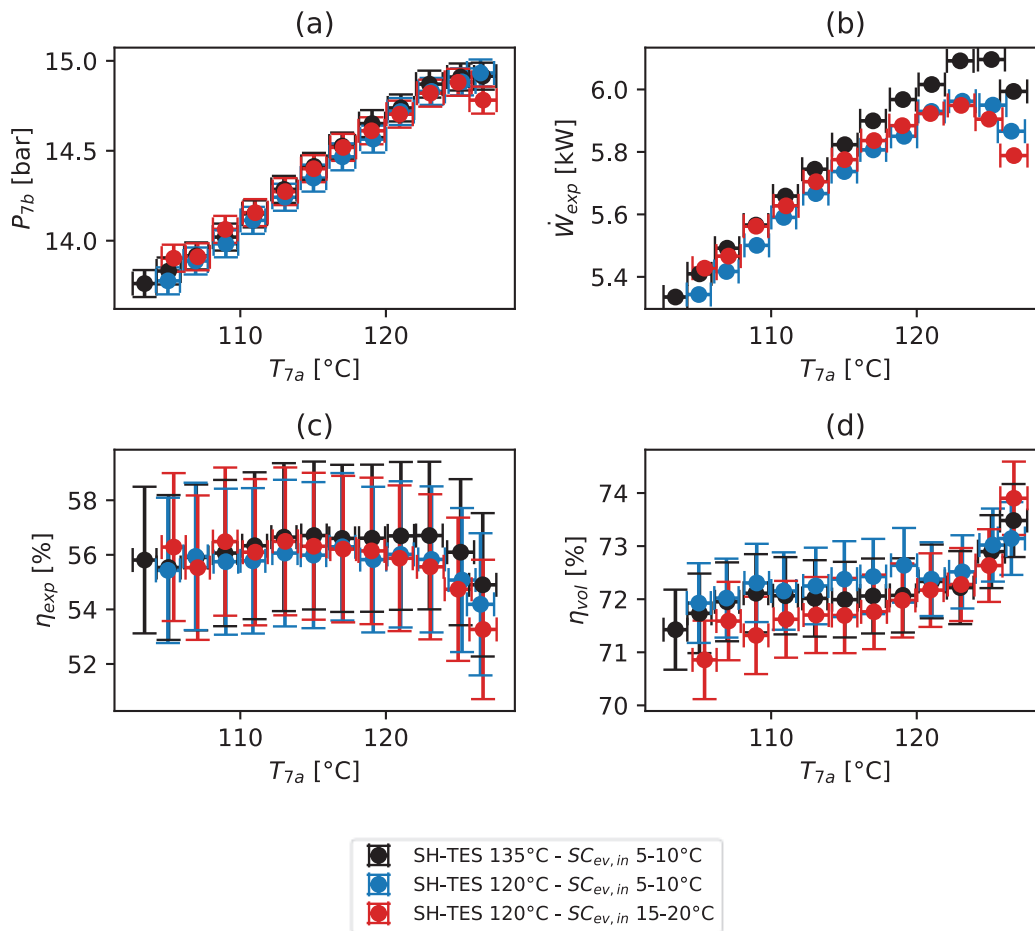 (a)
15.0
14.5
14.0
P7b [bar]
110
120
T7a [°C]
(b)
6.0
5.8
5.6
5.4
Ẇexp [kW]
110
120
T7a [°C]
(c)
58
56
54
52
ηexp [%]
110
120
T7a [°C]
(d)
74
73
72
71
70
ηvol [%]
110
120
T7a [°C]
SH-TES 135°C - SCev, in 5-10°C
SH-TES 120°C - SCev, in 5-10°C
SH-TES 120°C - SCev, in 15-20°C